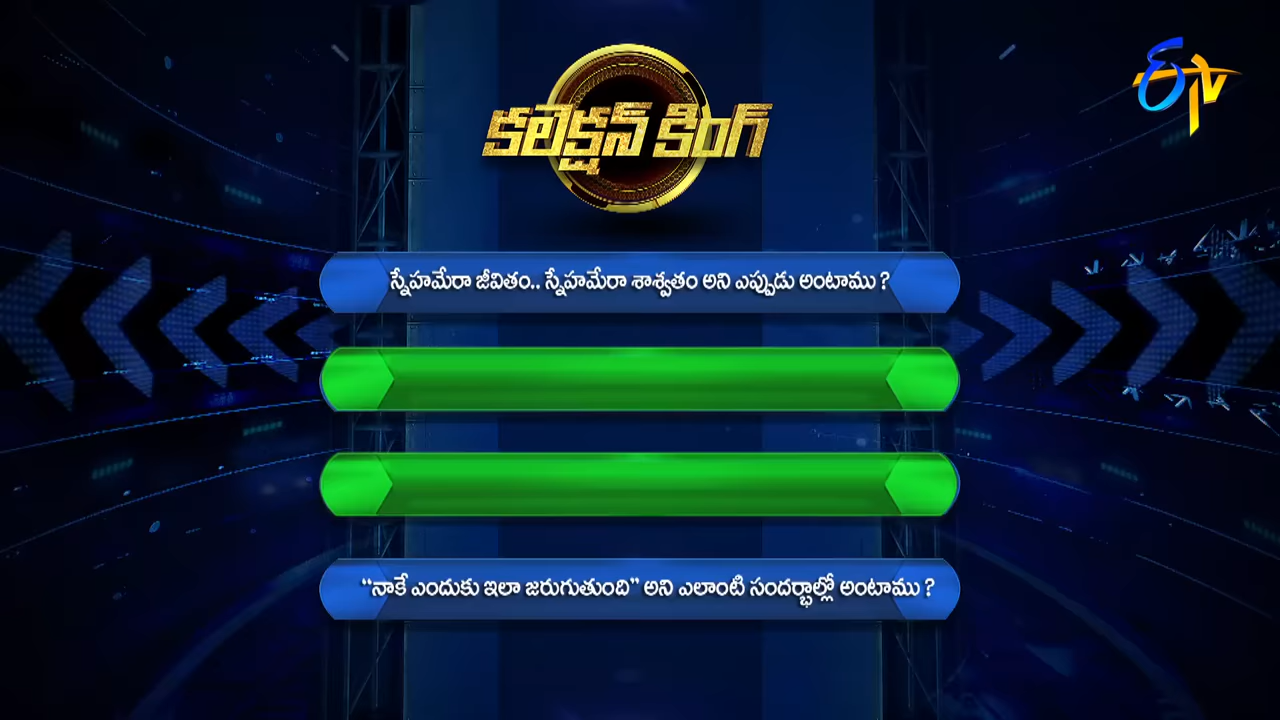 ETV
కలెక్షన్ కింగ్
స్నేహమేరా జీవితం.. స్నేహమేరా శాశ్వతం అని ఎప్పుడు అంటాము ?
“నాకే ఎందుకు ఇలా జరుగుతుంది” అని ఎలాంటి సందర్భాల్లో అంటాము ?